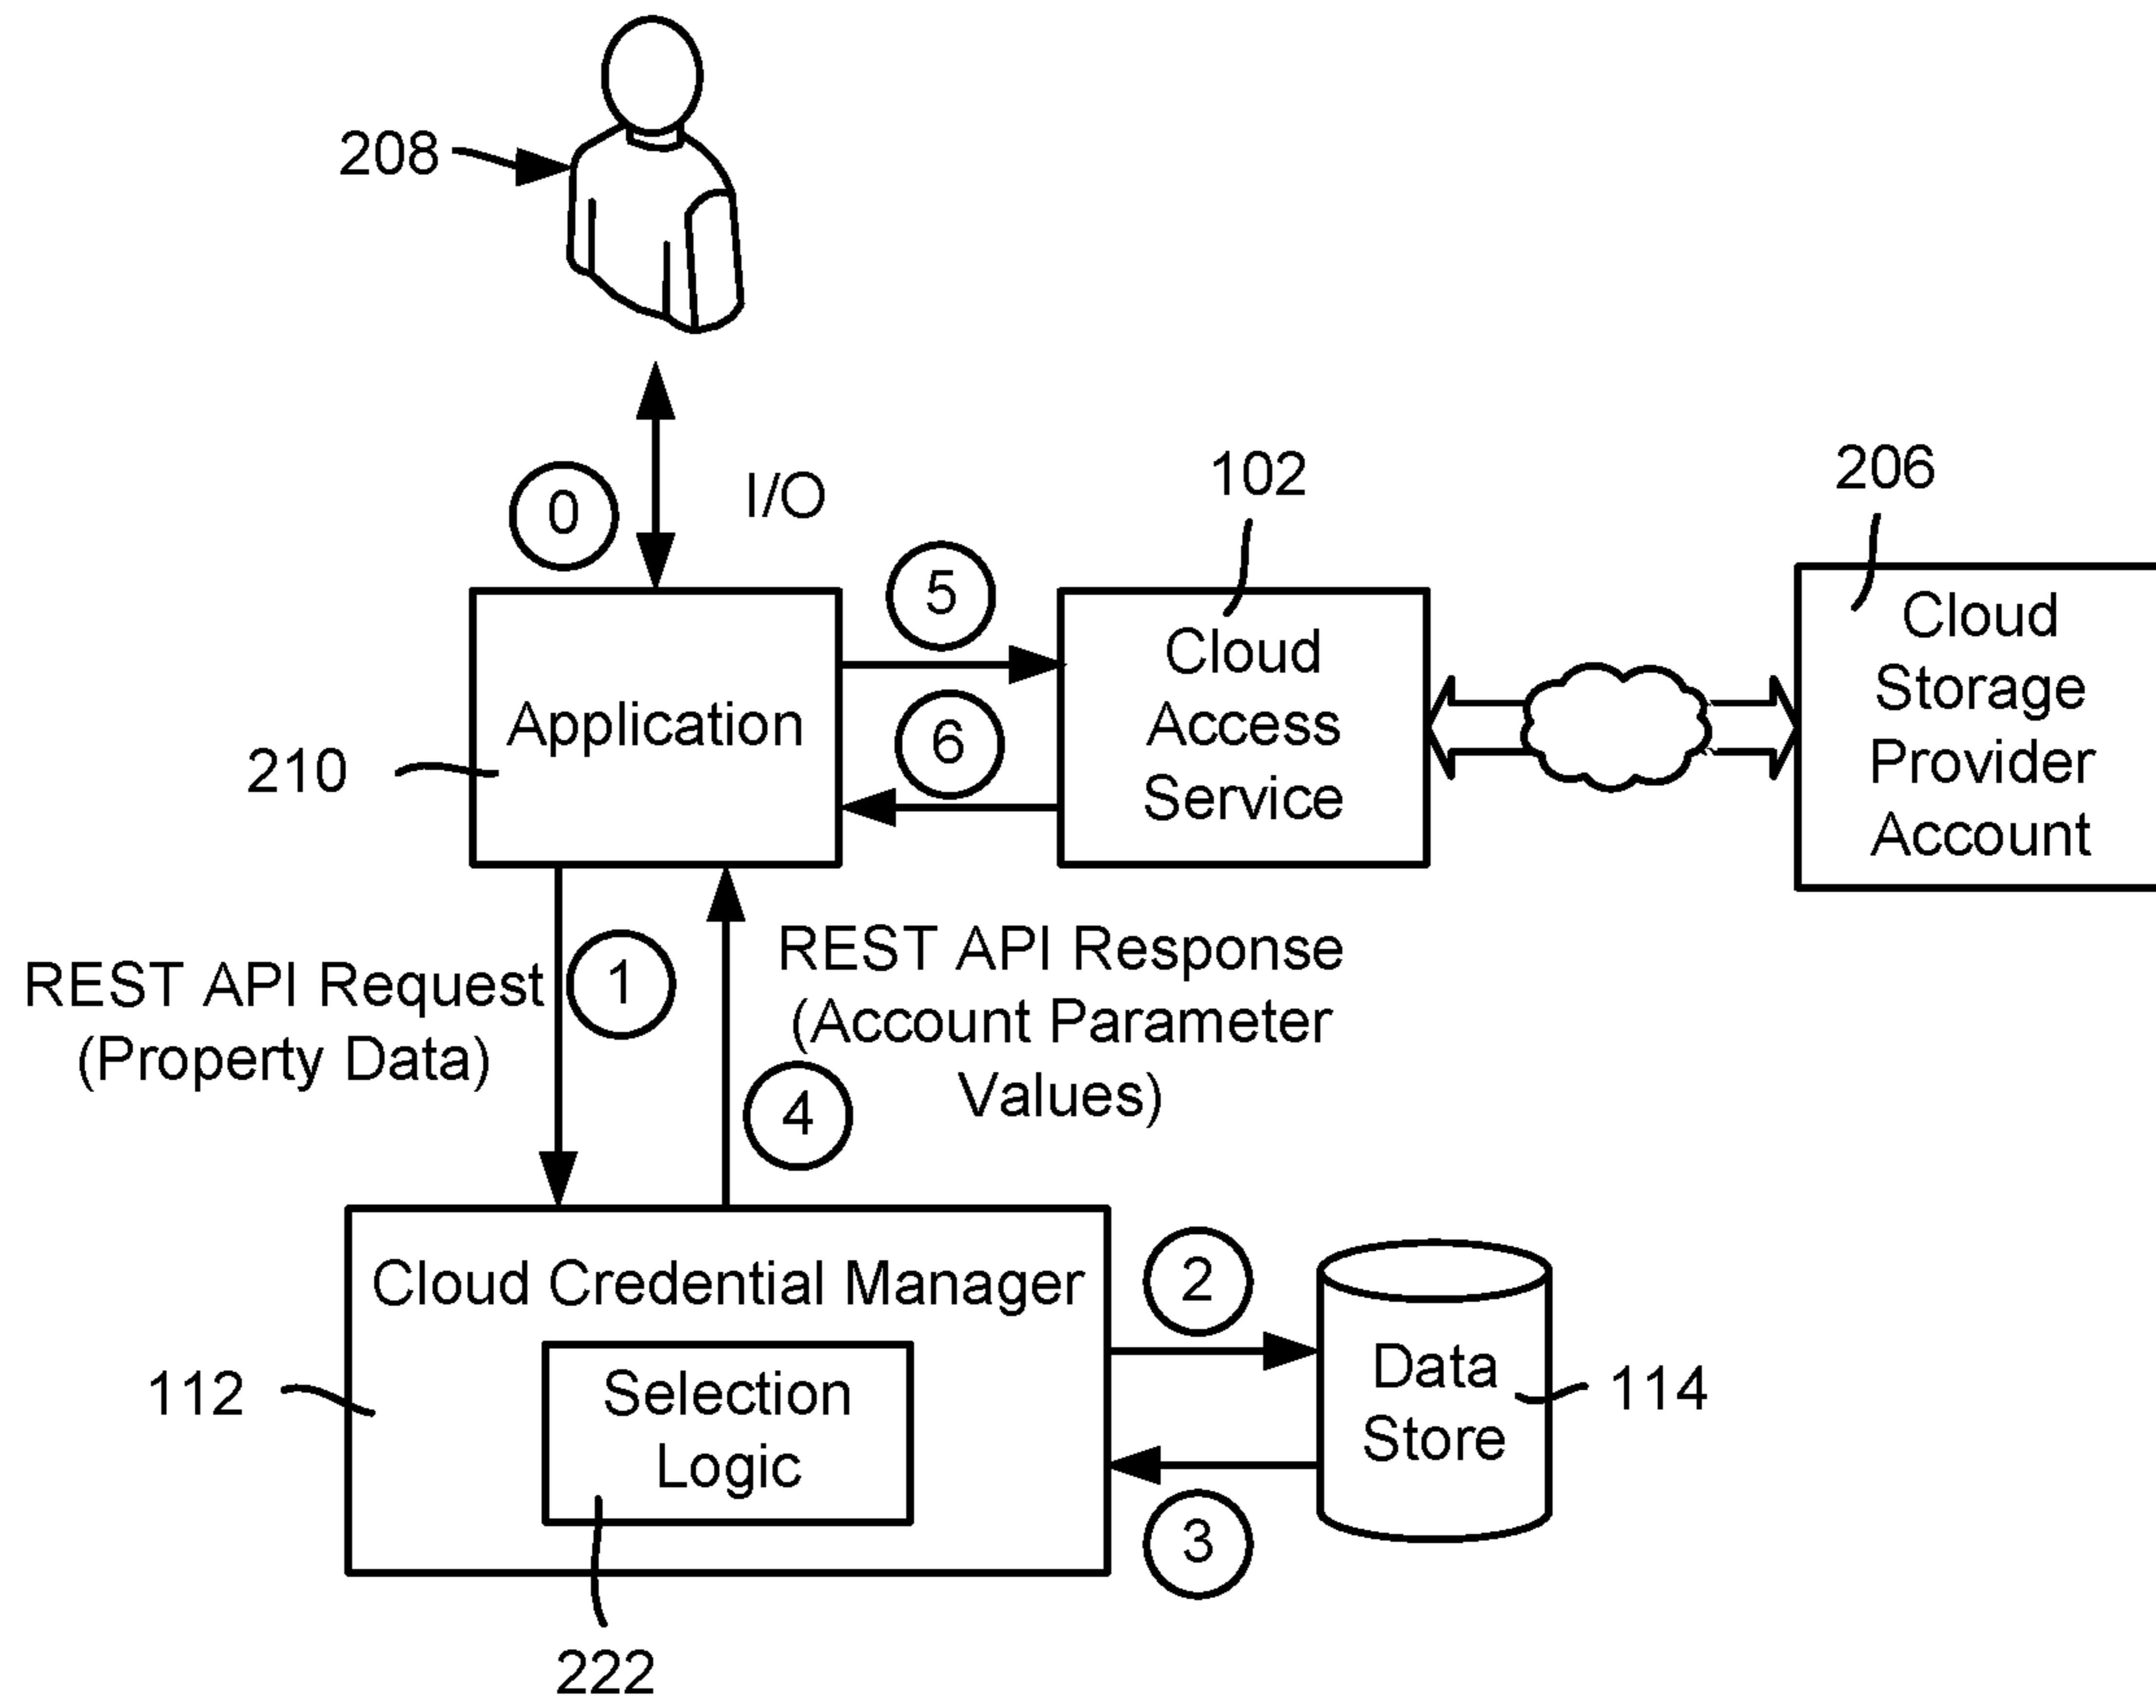 208
0
I/O
102
206
5
6
Application
210
Cloud
Access
Service
Cloud
Storage
Provider
Account
REST API Request
(Property Data)
1
REST API Response
(Account Parameter
Values)
4
Cloud Credential Manager
Selection
Logic
112
222
2
3
Data
Store
114